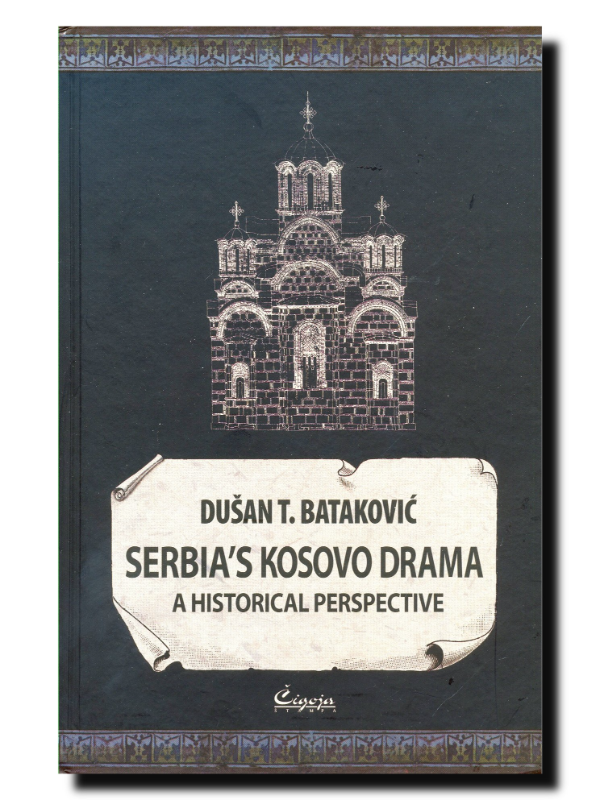 DUŠAN T. BATAKOVIĆ
SERBIA'S KOSOVO DRAMA
A HISTORICAL PERSPECTIVE
Čigoja
ŠTAMPA